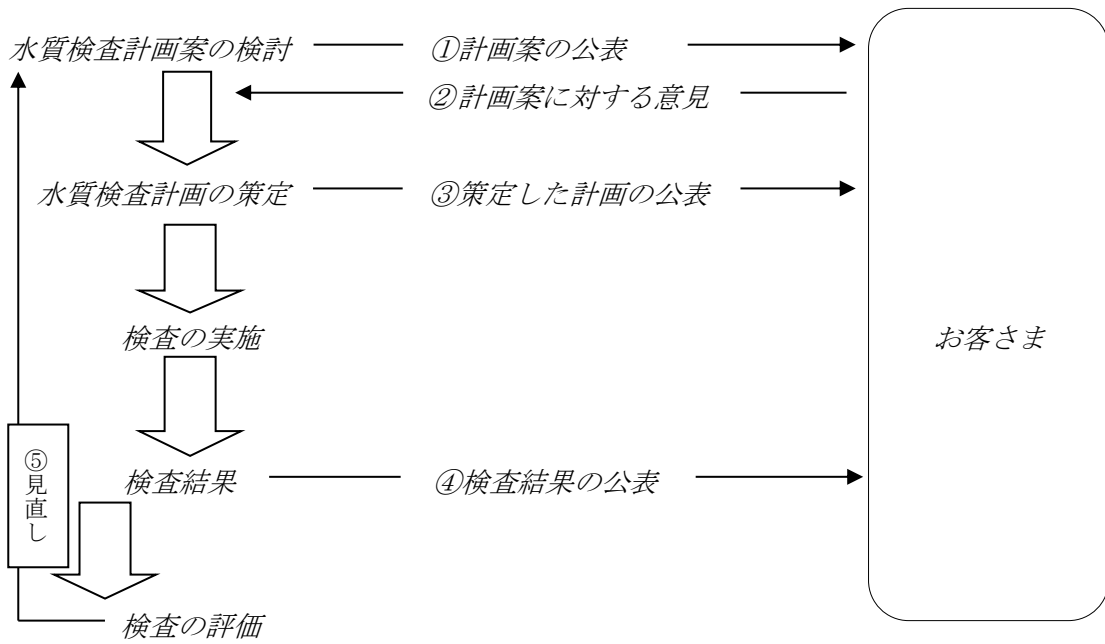 水質検査計画案の検討
①計画案の公表
②計画案に対する意見
水質検査計画の策定
③策定した計画の公表
検査の実施
お客さま
⑤見直し
検査結果
④検査結果の公表
検査の評価